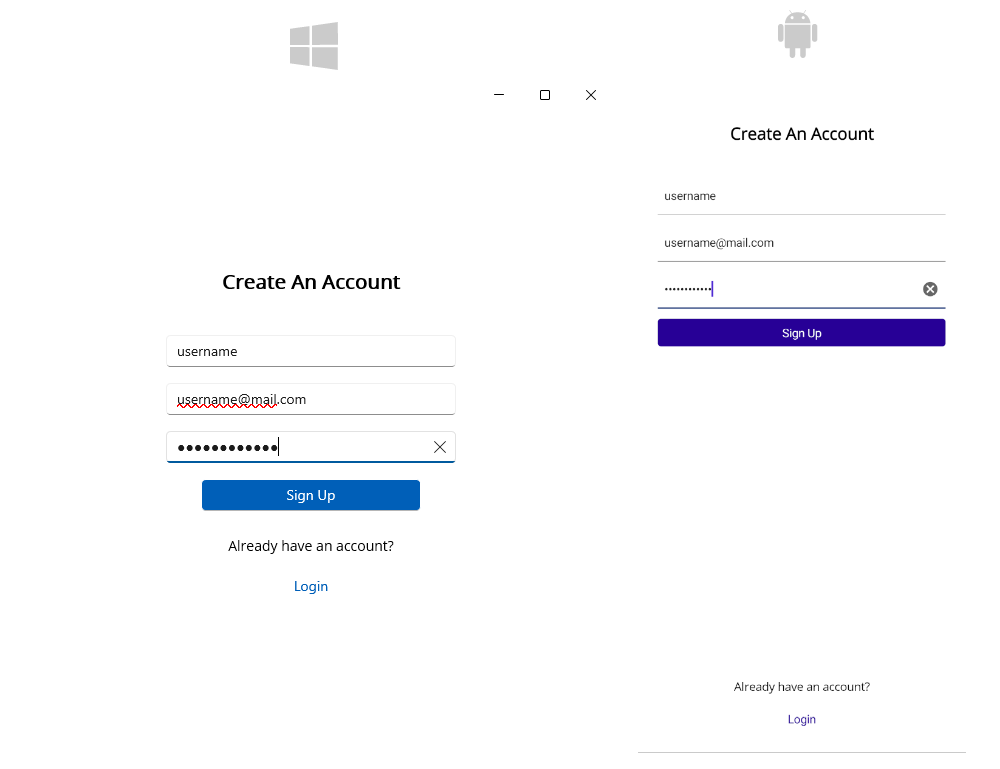 Create An Account
username
username@mail.com
••••••••••••
Sign Up
Already have an account?
Login
Create An Account
username
username@mail.com
••••••••••••
Sign Up
Already have an account?
Login